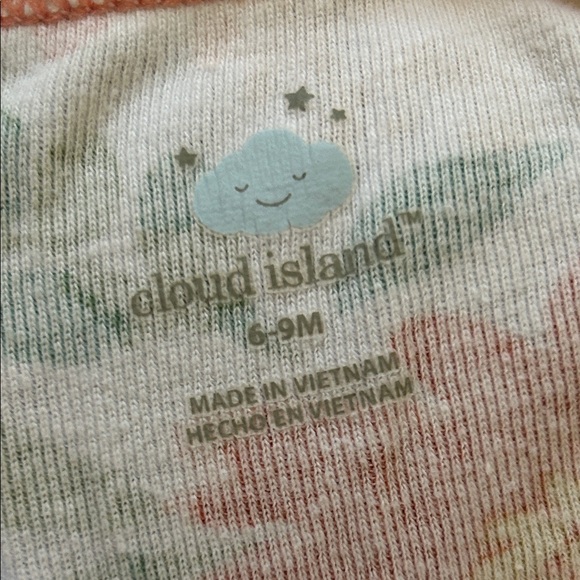 cloud island™
6-9M
MADE IN VIETNAM
HECHO EN VIETNAM